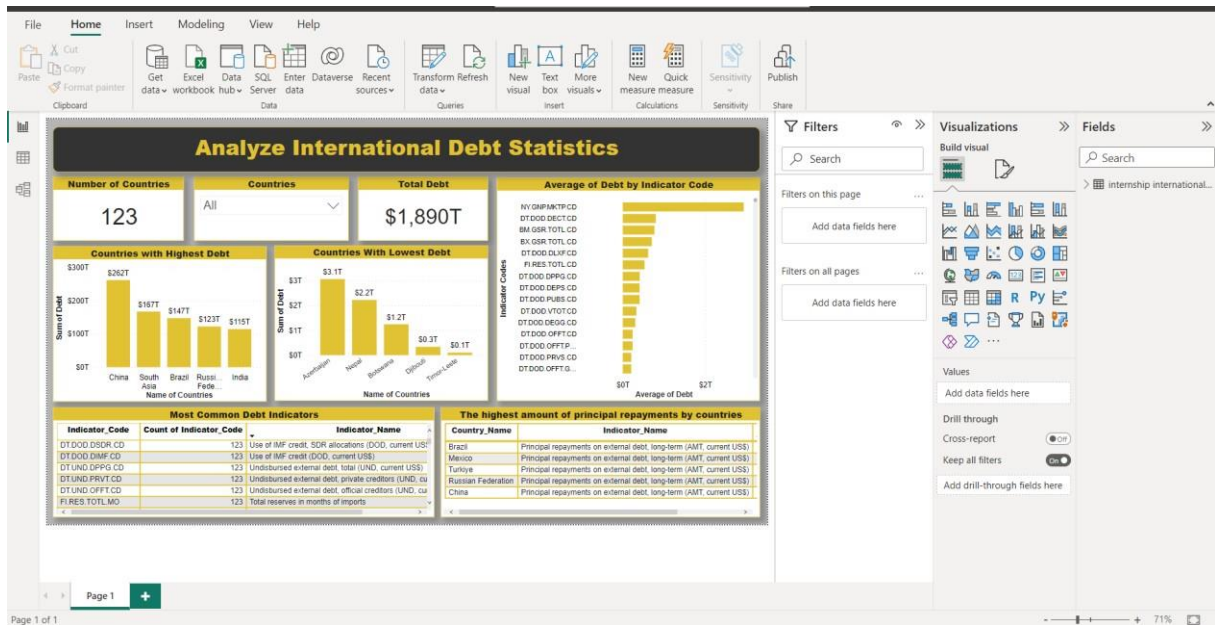 File Home Insert Modeling View Help
Paste
Cut
Copy
Format painter
Clipboard
Get data
Excel workbook
Data hub
SQL Server
Enter data
Dataverse
Recent sources
Data
Transform data
Refresh
Queries
New visual
Text box
More visuals
Insert
New measure
Quick measure
Calculations
Sensitivity
Sensitivity
Publish
Share
Analyze International Debt Statistics
Number of Countries
123
Countries
All
Total Debt
$1,890T
Countries with Highest Debt
Sum of Debt
$300T
$200T
$100T
$0T
$262T
$167T
$147T
$123T
$115T
China
South Asia
Brazil
Russi... Fede...
India
Name of Countries
Countries With Lowest Debt
Sum of Debt
$3T
$2T
$1T
$0T
$3.1T
$2.2T
$1.2T
$0.3T
$0.1T
Azerbaijan
Nepal
Botswana
Djibouti
Timor-Leste
Name of Countries
Average of Debt by Indicator Code
Indicator Codes
NY.GNP.MKTP.CD
DT.DOD.DECT.CD
BM.GSR.TOTL.CD
BX.GSR.TOTL.CD
DT.DOD.DLXF.CD
FI.RES.TOTL.CD
DT.DOD.DPPG.CD
DT.DOD.DEPS.CD
DT.DOD.PUBS.CD
DT.DOD.VTOT.CD
DT.DOD.DEGG.CD
DT.DOD.OFFT.CD
DT.DOD.OFFT.P...
DT.DOD.PRVS.CD
DT.DOD.OFFT.G...
$0T
$2T
Average of Debt
Most Common Debt Indicators
Indicator_Code Count of Indicator_Code Indicator_Name
DT.DOD.DSDR.CD 123 Use of IMF credit, SDR allocations (DOD, current US$
DT.DOD.DIMF.CD 123 Use of IMF credit (DOD, current US$)
DT.UND.DPPG.CD 123 Undisbursed external debt, total (UND, current US$)
DT.UND.PRVT.CD 123 Undisbursed external debt, private creditors (UND, cu
DT.UND.OFFT.CD 123 Undisbursed external debt, official creditors (UND, cu
FI.RES.TOTL.MO 123 Total reserves in months of imports
The highest amount of principal repayments by countries
Country_Name Indicator_Name
Brazil Principal repayments on external debt, long-term (AMT, current US$)
Mexico Principal repayments on external debt, long-term (AMT, current US$)
Turkiye Principal repayments on external debt, long-term (AMT, current US$)
Russian Federation Principal repayments on external debt, long-term (AMT, current US$)
China Principal repayments on external debt, long-term (AMT, current US$)
Filters
Search
Filters on this page ...
Add data fields here
Filters on all pages ...
Add data fields here
Visualizations
Build visual
123
R Py
...
Values
Add data fields here
Drill through
Cross-report Off
Keep all filters On
Add drill-through fields here
Fields
Search
internship international...
Page 1
Page 1 of 1
71%